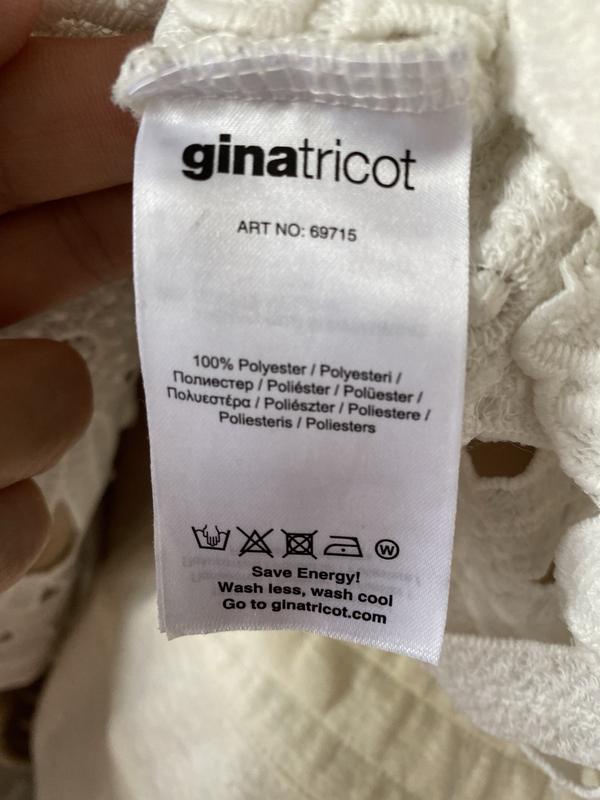 ginatricot
ART NO: 69715
100% Polyester / Polyesteri /
Полиестер / Poliéster / Polüester /
Πολυεστέρα / Poliészter / Poliestere /
Poliesteris / Poliesters
W
Save Energy!
Wash less, wash cool
Go to ginatricot.com